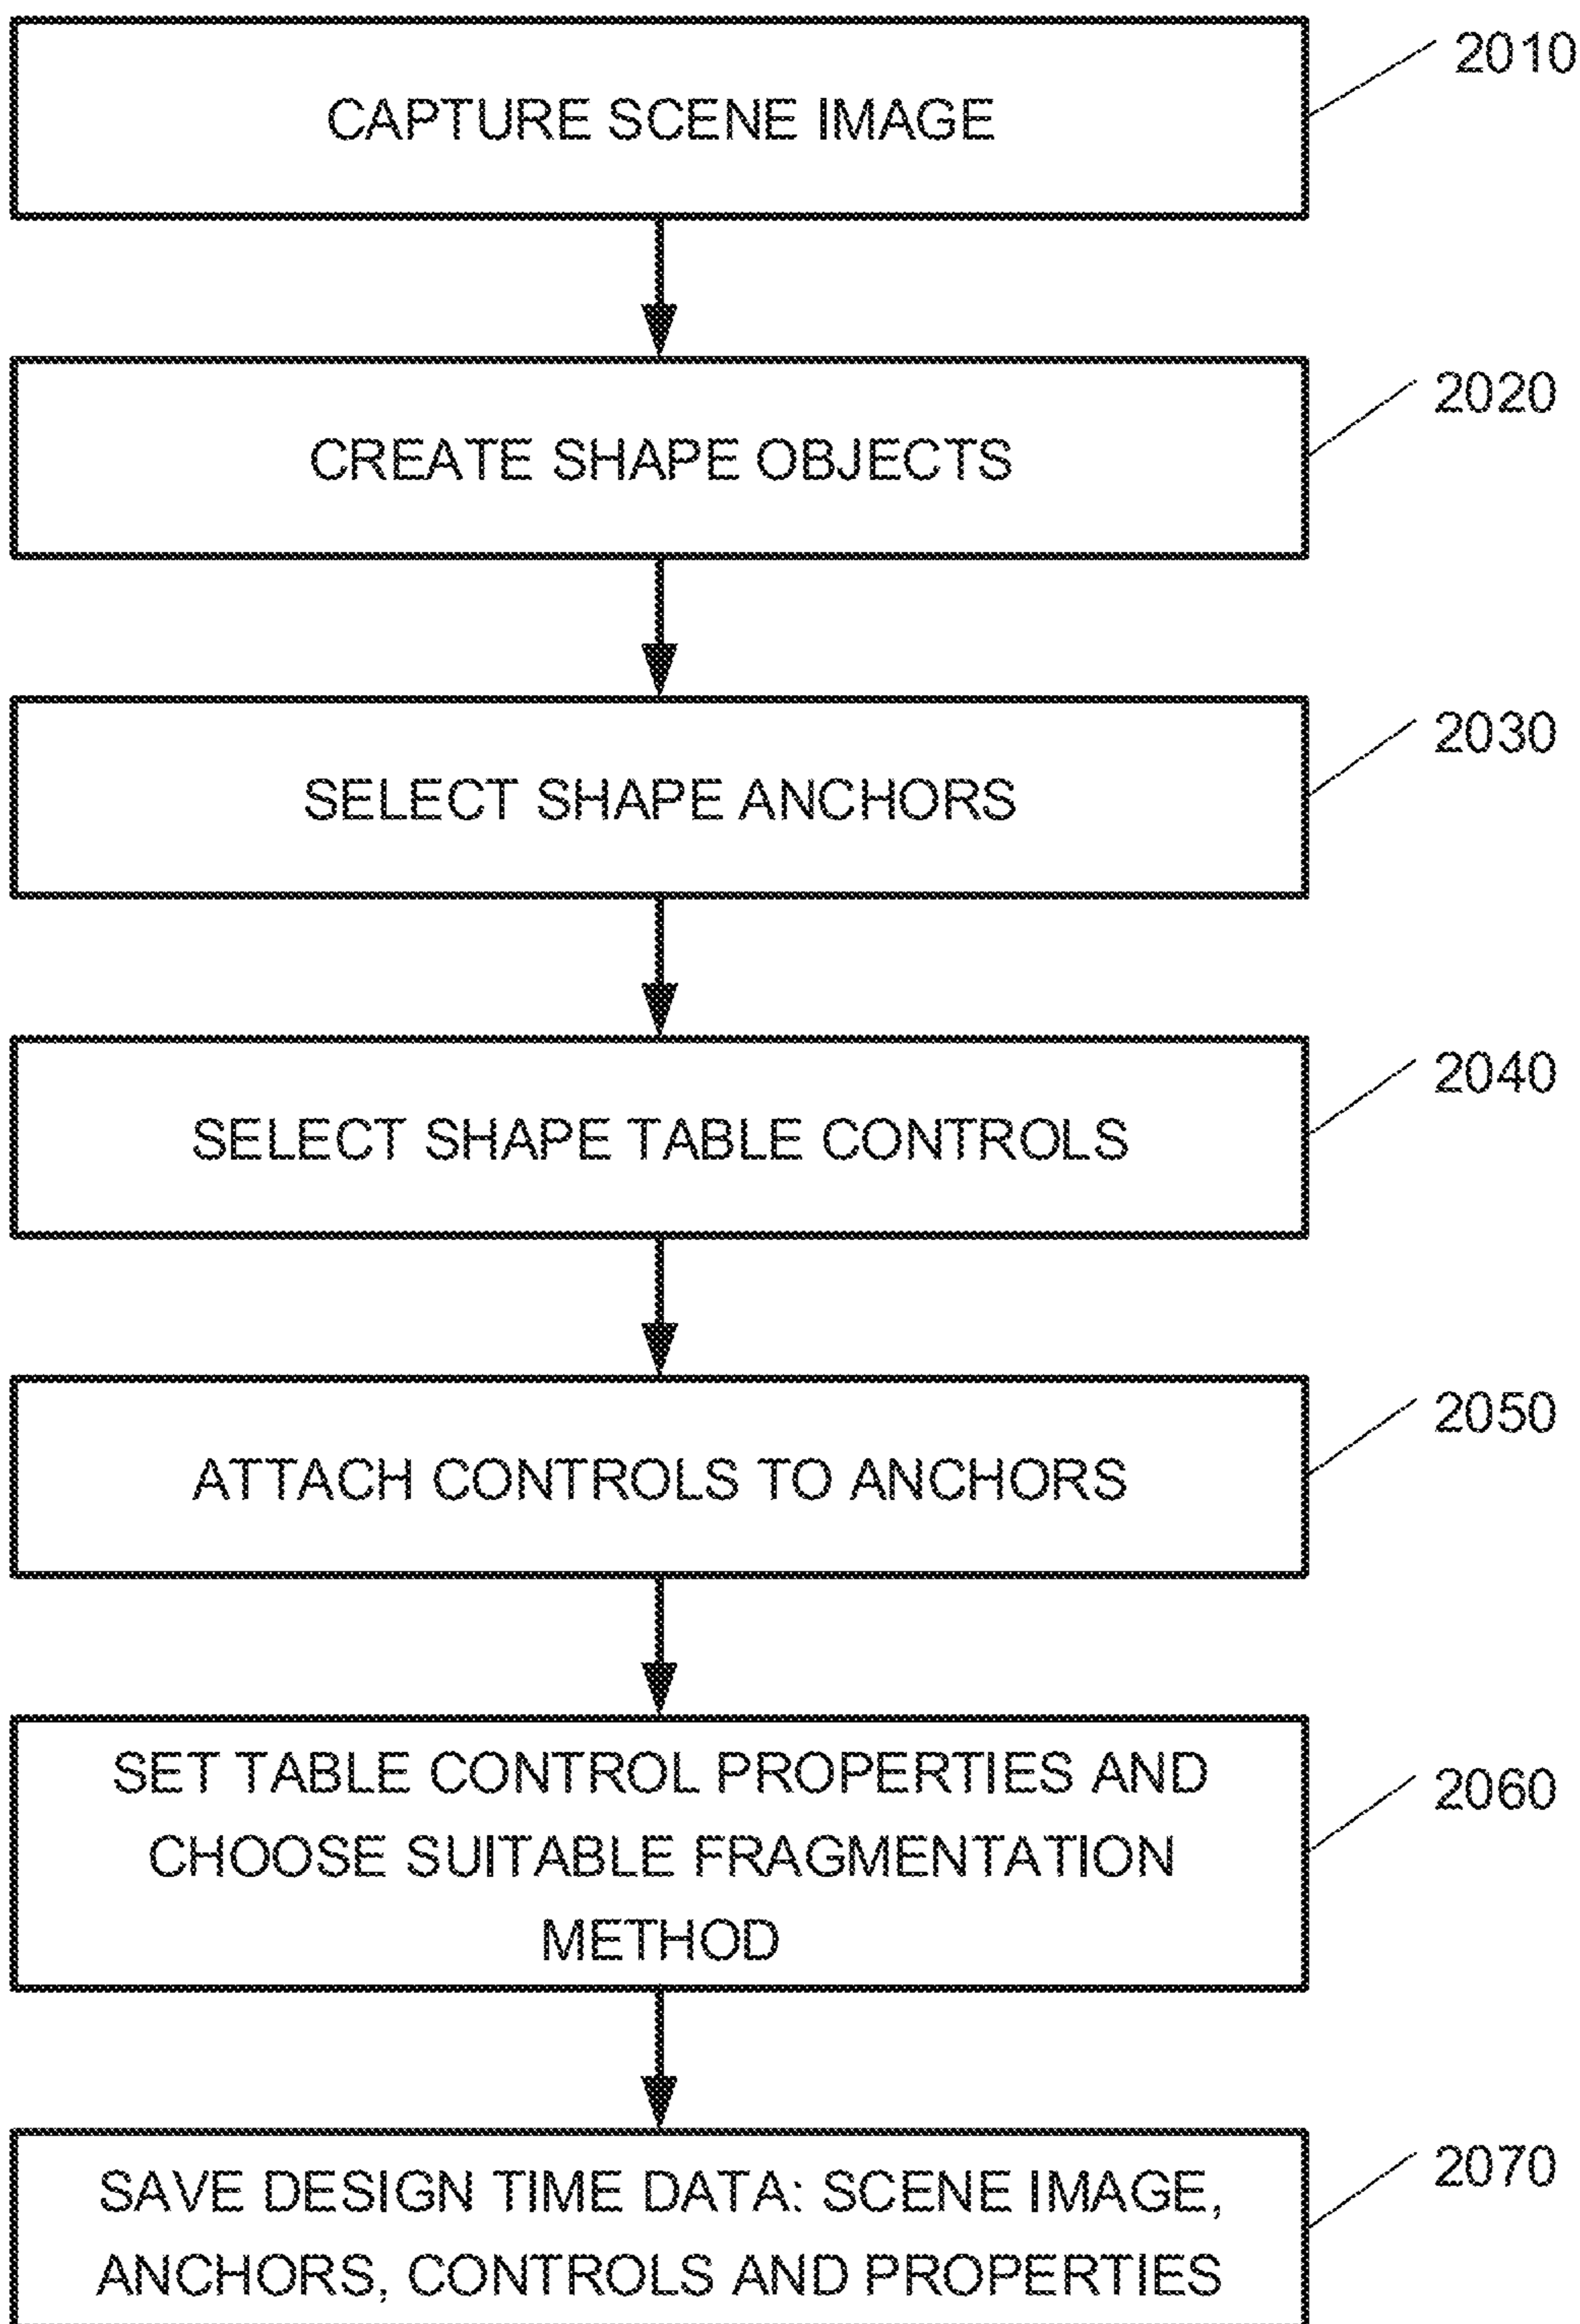 2010
CAPTURE SCENE IMAGE
2020
CREATE SHAPE OBJECTS
2030
SELECT SHAPE ANCHORS
2040
SELECT SHAPE TABLE CONTROLS
2050
ATTACH CONTROLS TO ANCHORS
2060
SET TABLE CONTROL PROPERTIES AND
CHOOSE SUITABLE FRAGMENTATION
METHOD
2070
SAVE DESIGN TIME DATA: SCENE IMAGE,
ANCHORS, CONTROLS AND PROPERTIES